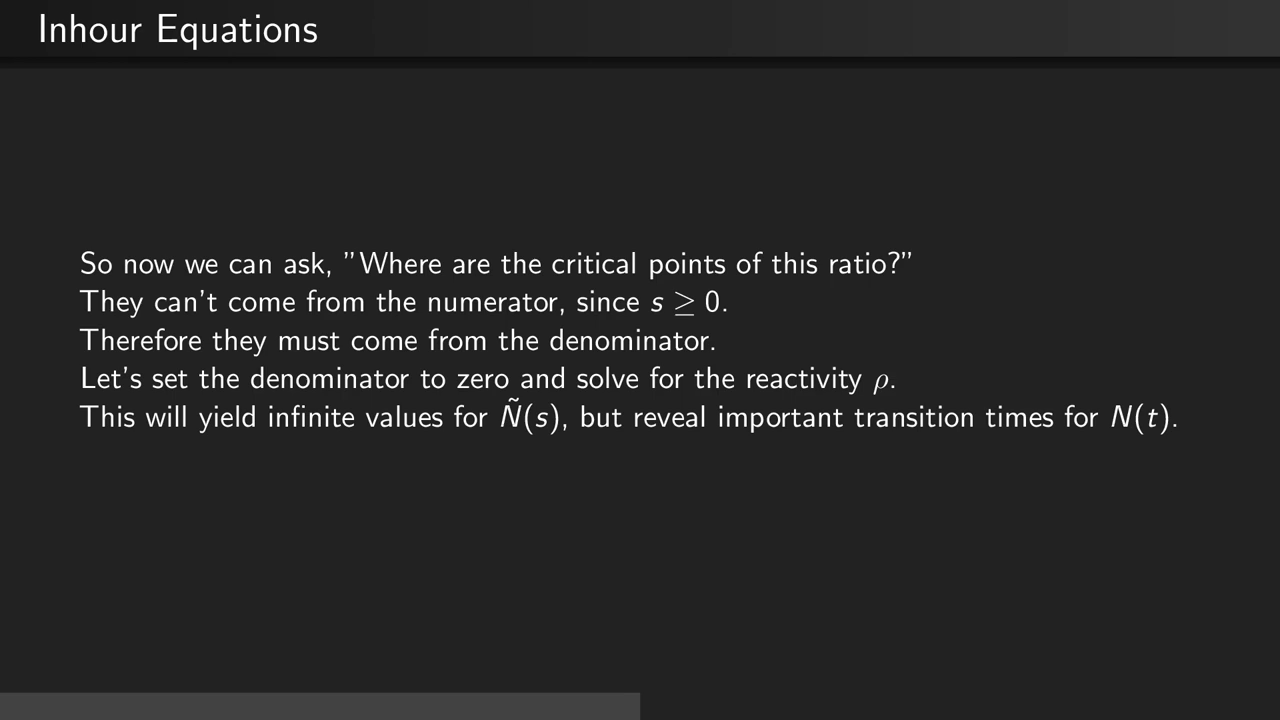 Inhour Equations
So now we can ask, ”Where are the critical points of this ratio?”
They can’t come from the numerator, since s ≥ 0.
Therefore they must come from the denominator.
Let’s set the denominator to zero and solve for the reactivity ρ.
This will yield infinite values for Ñ(s), but reveal important transition times for N(t).